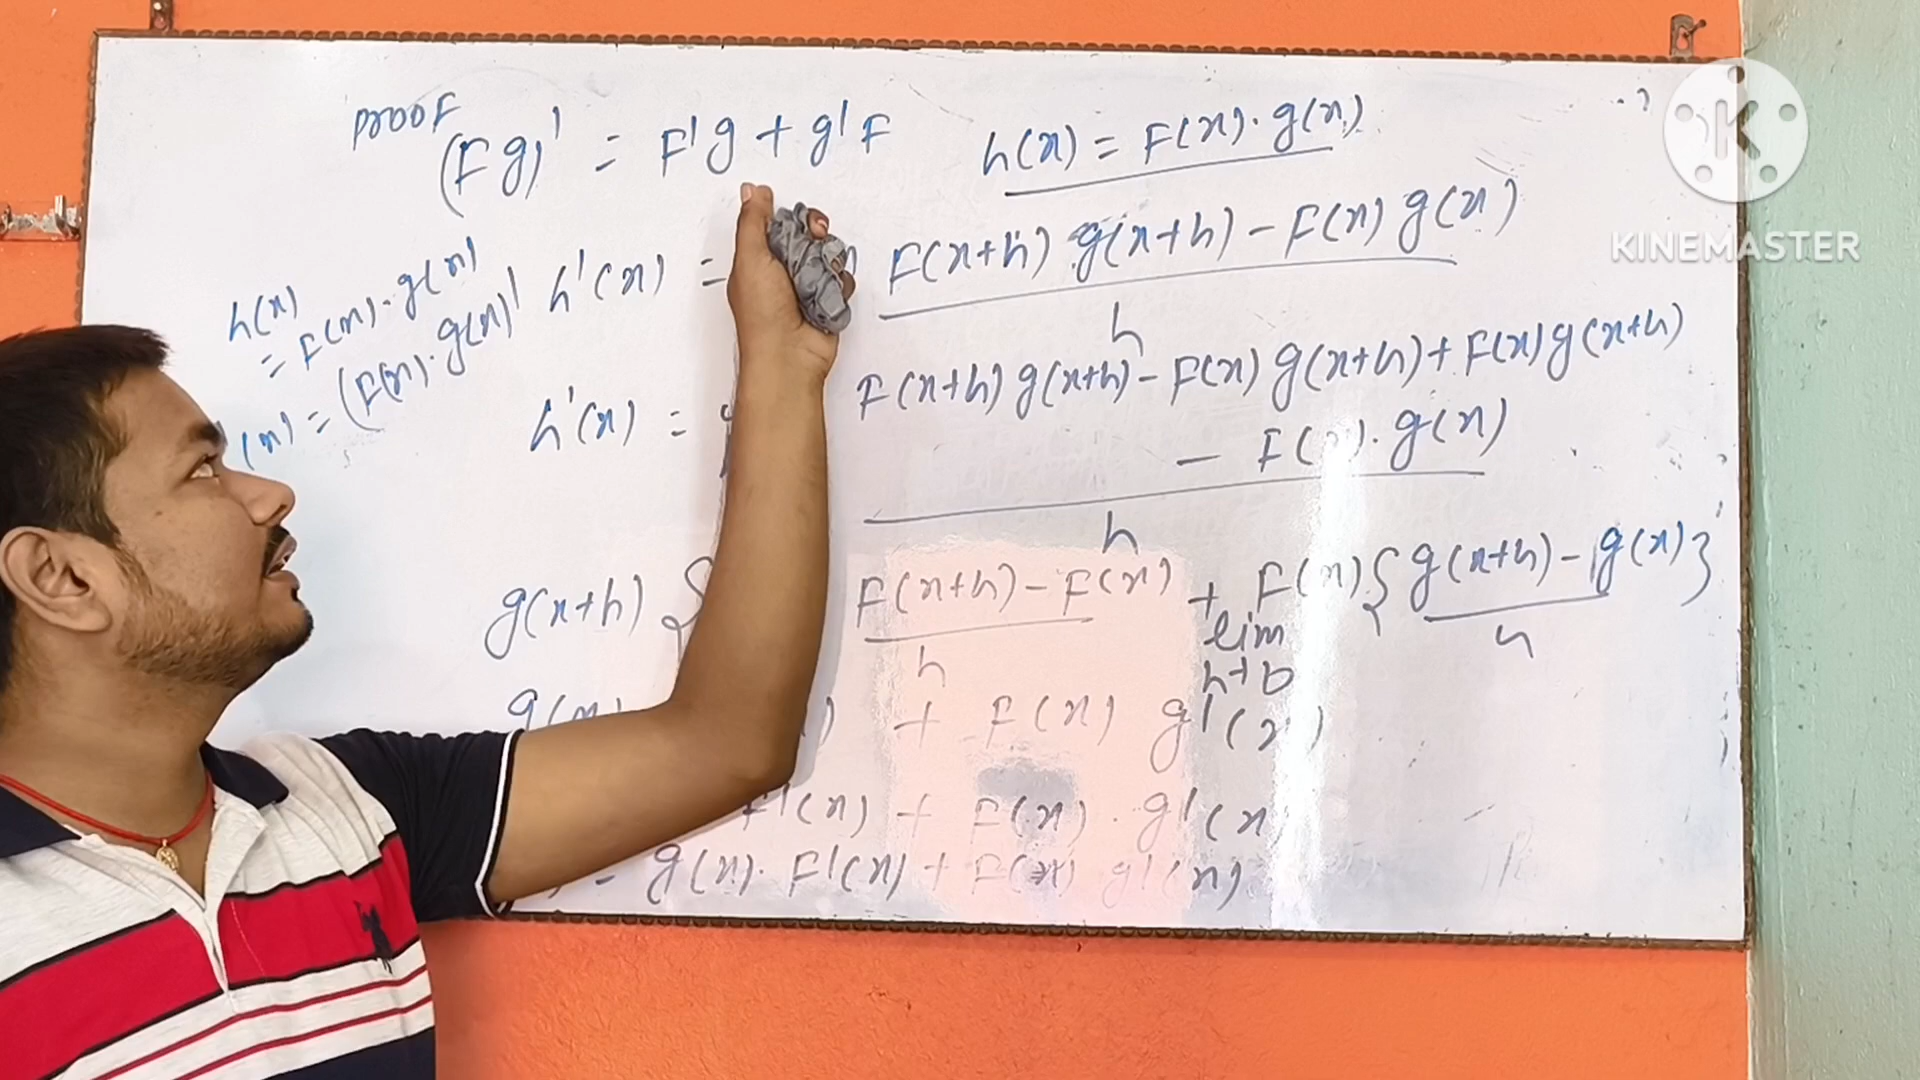 PROOF
(Fg)' = F'g + g'F
h(x) = F(x)·g(x)
h(x)
= F(x)·g(x)
(x) = (F(x)·g(x))'
h'(x) = F(x+h) g(x+h) - F(x) g(x)
h
h'(x) = F(x+h) g(x+h) - F(x) g(x+h) + F(x) g(x+h)
- F( )·g(x)
h
g(x+h) { F(x+h) - F(x) + F(x) { g(x+h) - g(x) }
h lim h→0 h
g(x) + F(x) g'(x)
F'(x) + F(x) · g'(x
= g(x)·F'(x) + F(x) g'(x)
K
KINEMASTER